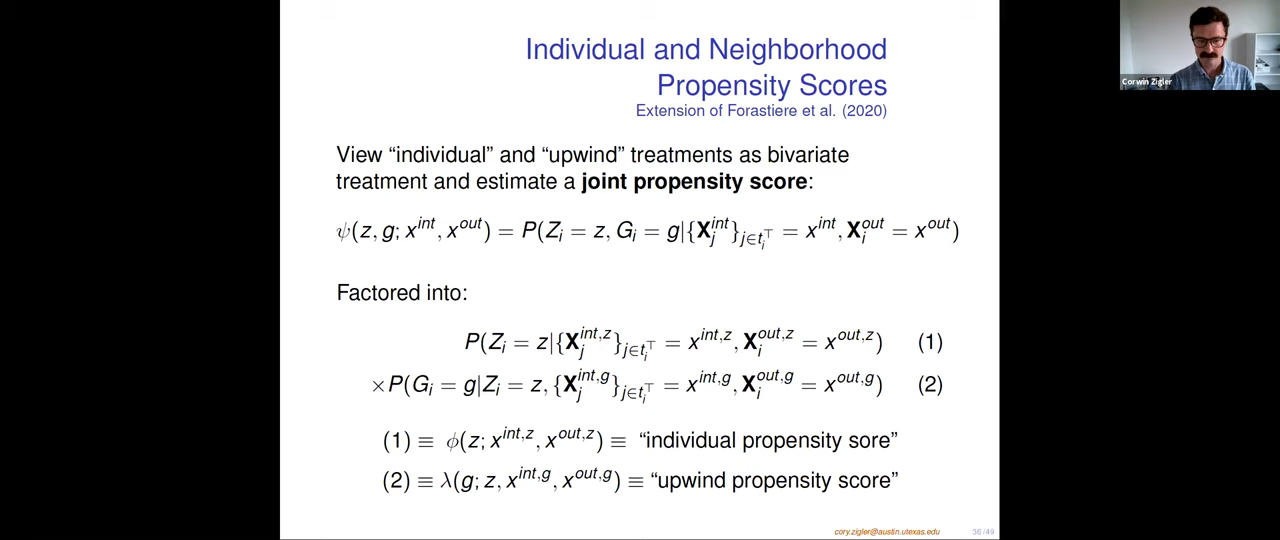 Individual and Neighborhood
Propensity Scores
Extension of Forastiere et al. (2020)
View “individual” and “upwind” treatments as bivariate
treatment and estimate a joint propensity score:
ψ(z, g; x^{int}, x^{out}) = P(Z_i = z, G_i = g|{X_j^{int}}_{j∈t_i^⊤} = x^{int}, X_i^{out} = x^{out})
Factored into:
P(Z_i = z|{X_j^{int,z}}_{j∈t_i^⊤} = x^{int,z}, X_i^{out,z} = x^{out,z}) (1)
×P(G_i = g|Z_i = z, {X_j^{int,g}}_{j∈t_i^⊤} = x^{int,g}, X_i^{out,g} = x^{out,g}) (2)
(1) ≡ ϕ(z; x^{int,z}, x^{out,z}) ≡ “individual propensity sore”
(2) ≡ λ(g; z, x^{int,g}, x^{out,g}) ≡ “upwind propensity score”
cory.zigler@austin.utexas.edu 36/49
Corwin Zigler